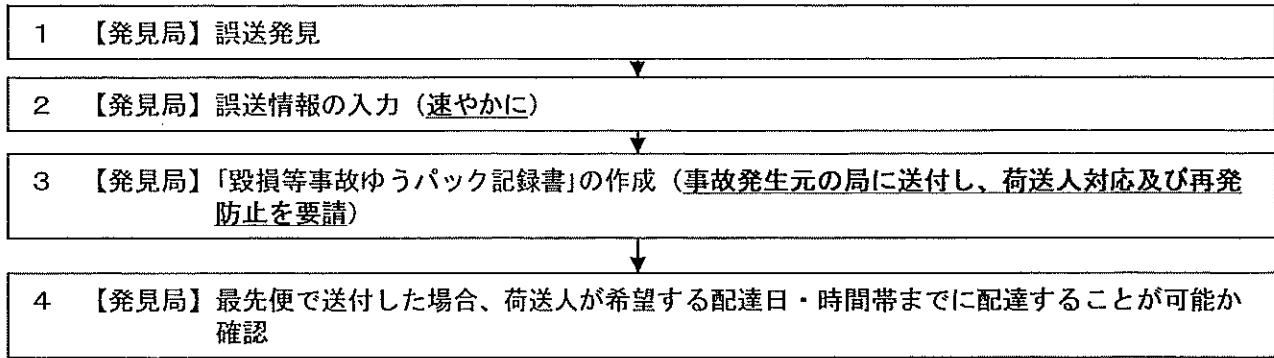 1 【発見局】誤送発見
2 【発見局】誤送情報の入力（速やかに）
3 【発見局】「毀損等事故ゆうパック記録書」の作成（事故発生元の局に送付し、荷送人対応及び再発
防止を要請）
4 【発見局】最先便で送付した場合、荷送人が希望する配達日・時間帯までに配達することが可能か
確認